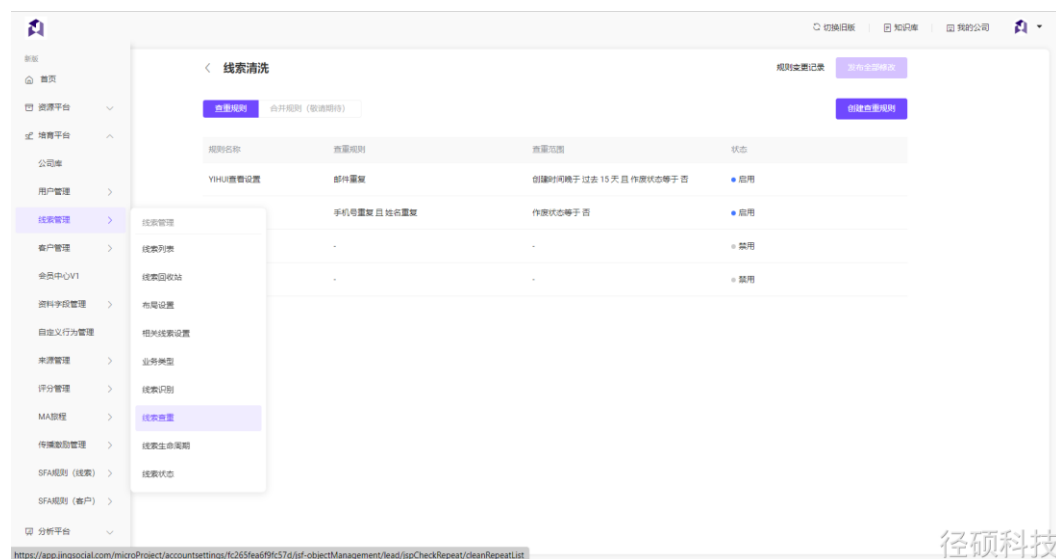 切换旧版 知识库 我的公司
新版
首页
资源平台
培育平台
公司库
用户管理
线索管理
客户管理
会员中心V1
资料字段管理
自定义行为管理
来源管理
评分管理
MA旅程
传播激励管理
SFA规则（线索）
SFA规则（客户）
分析平台
线索管理
线索列表
线索回收站
布局设置
相关线索设置
业务类型
线索识别
线索查重
线索生命周期
线索状态
线索清洗 规则变更记录 发布全部修改
查重规则 合并规则（敬请期待） 创建查重规则
规则名称 查重规则 查重范围 状态
YIHUI查看设置 邮件重复 创建时间晚于 过去 15 天 且 作废状态等于 否 启用
手机号重复 且 姓名重复 作废状态等于 否 启用
- - 禁用
- - 禁用
https://app.jingsocial.com/microProject/accountsettings/fc265fea6f9fc57d/jsf-objectManagement/lead/jspCheckRepeat/cleanRepeatList
径硕科技